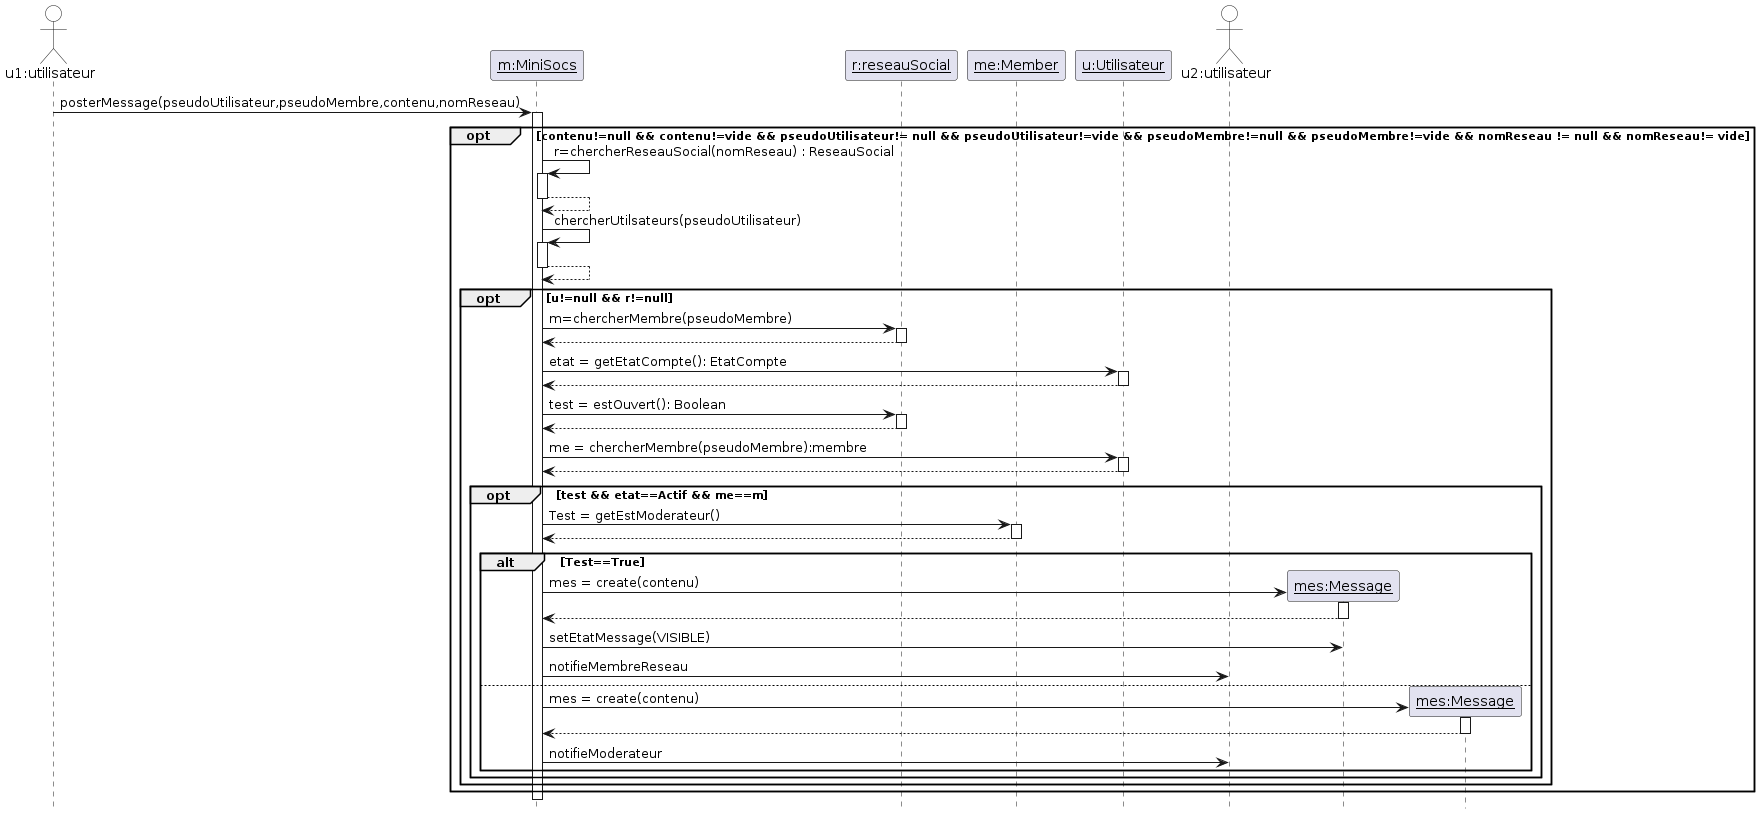 u1:utilisateur
m:MiniSocs
r:reseauSocial
me:Member
u:Utilisateur
u2:utilisateur
posterMessage(pseudoUtilisateur,pseudoMembre,contenu,nomReseau)
opt
[contenu!=null && contenu!=vide && pseudoUtilisateur!= null && pseudoUtilisateur!=vide && pseudoMembre!=null && pseudoMembre!=vide && nomReseau != null && nomReseau!= vide]
r=chercherReseauSocial(nomReseau) : ReseauSocial
chercherUtilsateurs(pseudoUtilisateur)
opt
[u!=null && r!=null]
m=chercherMembre(pseudoMembre)
etat = getEtatCompte(): EtatCompte
test = estOuvert(): Boolean
me = chercherMembre(pseudoMembre):membre
opt
[test && etat==Actif && me==m]
Test = getEstModerateur()
alt
[Test==True]
mes = create(contenu)
mes:Message
setEtatMessage(VISIBLE)
notifieMembreReseau
mes = create(contenu)
mes:Message
notifieModerateur